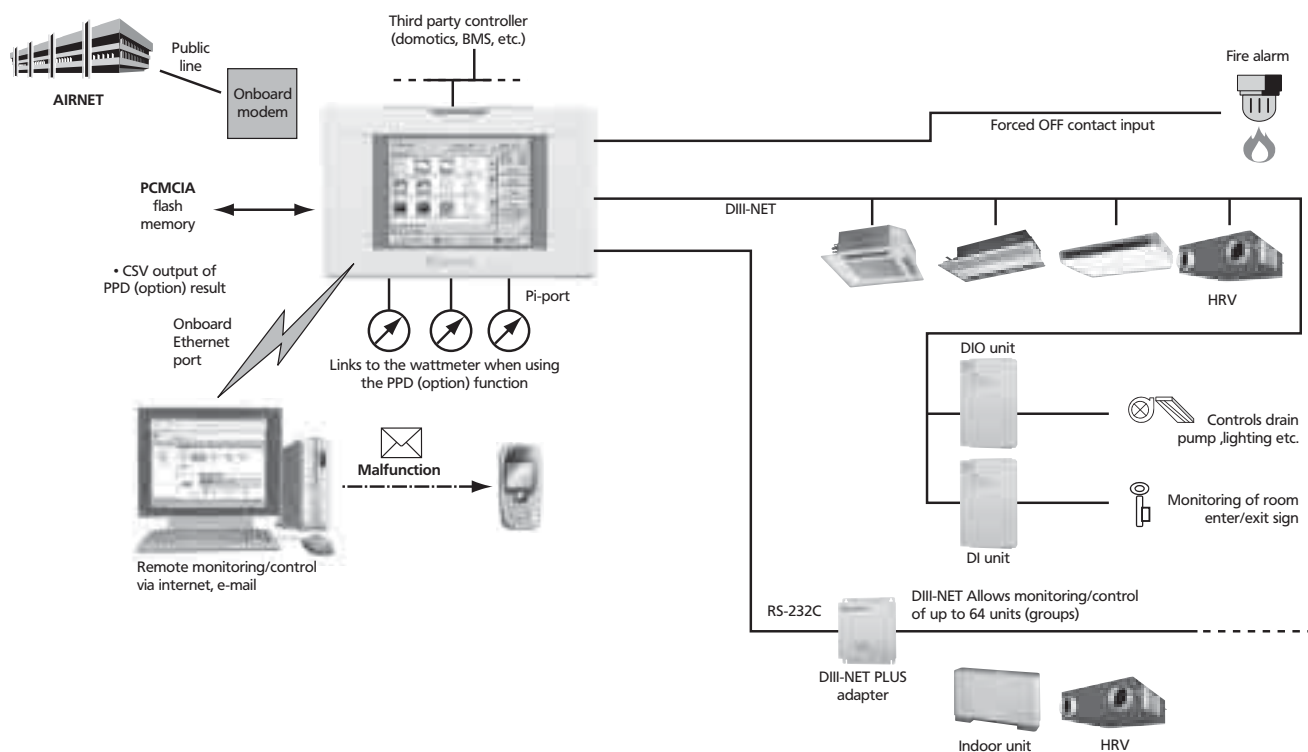 Third party controller
(domotics, BMS, etc.)
Public
line
AIRNET
Onboard
modem
Fire alarm
Forced OFF contact input
PCMCIA
flash
memory
DIII-NET
• CSV output of
PPD (option) result
Onboard
Ethernet
port
Pi-port
HRV
Links to the wattmeter when using
the PPD (option) function
DIO unit
Controls drain
pump ,lighting etc.
Malfunction
Monitoring of room
enter/exit sign
DI unit
Remote monitoring/control
via internet, e-mail
RS-232C
DIII-NET Allows monitoring/control
of up to 64 units (groups)
DIII-NET PLUS
adapter
Indoor unit
HRV